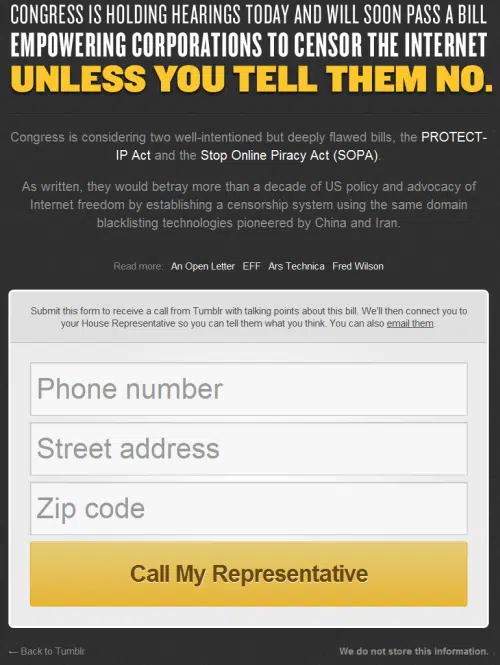 CONGRESS IS HOLDING HEARINGS TODAY AND WILL SOON PASS A BILL
EMPOWERING CORPORATIONS TO CENSOR THE INTERNET
UNLESS YOU TELL THEM NO.
Congress is considering two well-intentioned but deeply flawed bills, the PROTECT-
IP Act and the Stop Online Piracy Act (SOPA).
As written, they would betray more than a decade of US policy and advocacy of
Internet freedom by establishing a censorship system using the same domain
blacklisting technologies pioneered by China and Iran.
Read more: An Open Letter EFF Ars Technica Fred Wilson
Submit this form to receive a call from Tumblr with talking points about this bill. We'll then connect you to
your House Representative so you can tell them what you think. You can also email them.
Phone number
Street address
Zip code
Call My Representative
← Back to Tumblr We do not store this information.